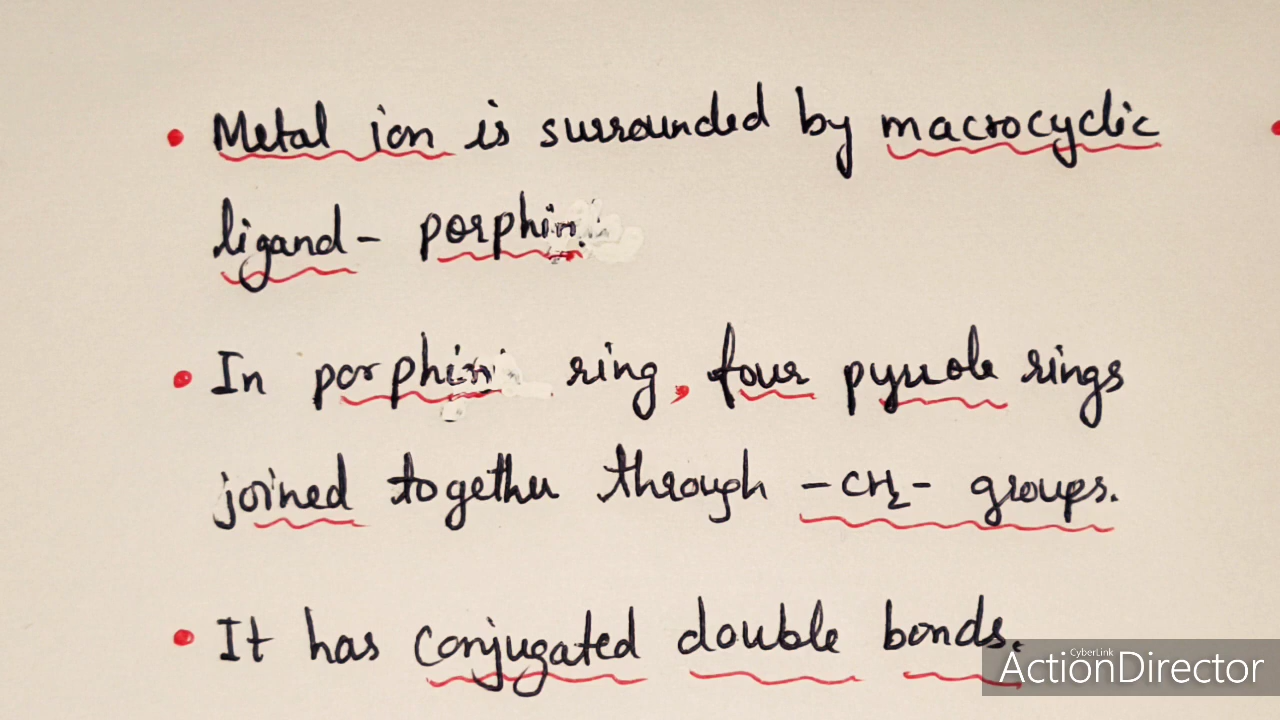 • Metal ion is surrounded by macrocyclic
ligand - porphin.
• In porphin ring, four pyrrole rings
joined together through -CH₂- groups.
• It has conjugated double bonds.
CyberLink
ActionDirector